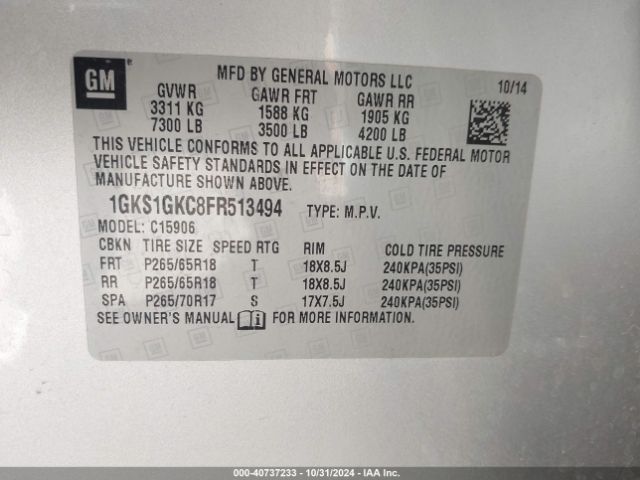 GM
MFD BY GENERAL MOTORS LLC
10/14
GVWR GAWR FRT GAWR RR
3311 KG 1588 KG 1905 KG
7300 LB 3500 LB 4200 LB
THIS VEHICLE CONFORMS TO ALL APPLICABLE U.S. FEDERAL MOTOR
VEHICLE SAFETY STANDARDS IN EFFECT ON THE DATE OF
MANUFACTURE SHOWN ABOVE.
1GKS1GKC8FR513494 TYPE: M.P.V.
MODEL: C15906
CBKN TIRE SIZE SPEED RTG RIM COLD TIRE PRESSURE
FRT P265/65R18 T 18X8.5J 240KPA(35PSI)
RR P265/65R18 T 18X8.5J 240KPA(35PSI)
SPA P265/70R17 S 17X7.5J 240KPA(35PSI)
SEE OWNER'S MANUAL FOR MORE INFORMATION.
000-40737233 - 10/31/2024 - IAA Inc.